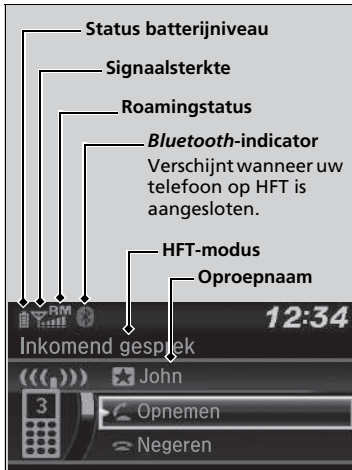 Status batterijniveau
Signaalsterkte
Roamingstatus
Bluetooth-indicator
Verschijnt wanneer uw
telefoon op HFT is
aangesloten.
HFT-modus
Oproepnaam
RM
12:34
Inkomend gesprek
John
3
Opnemen
Negeren